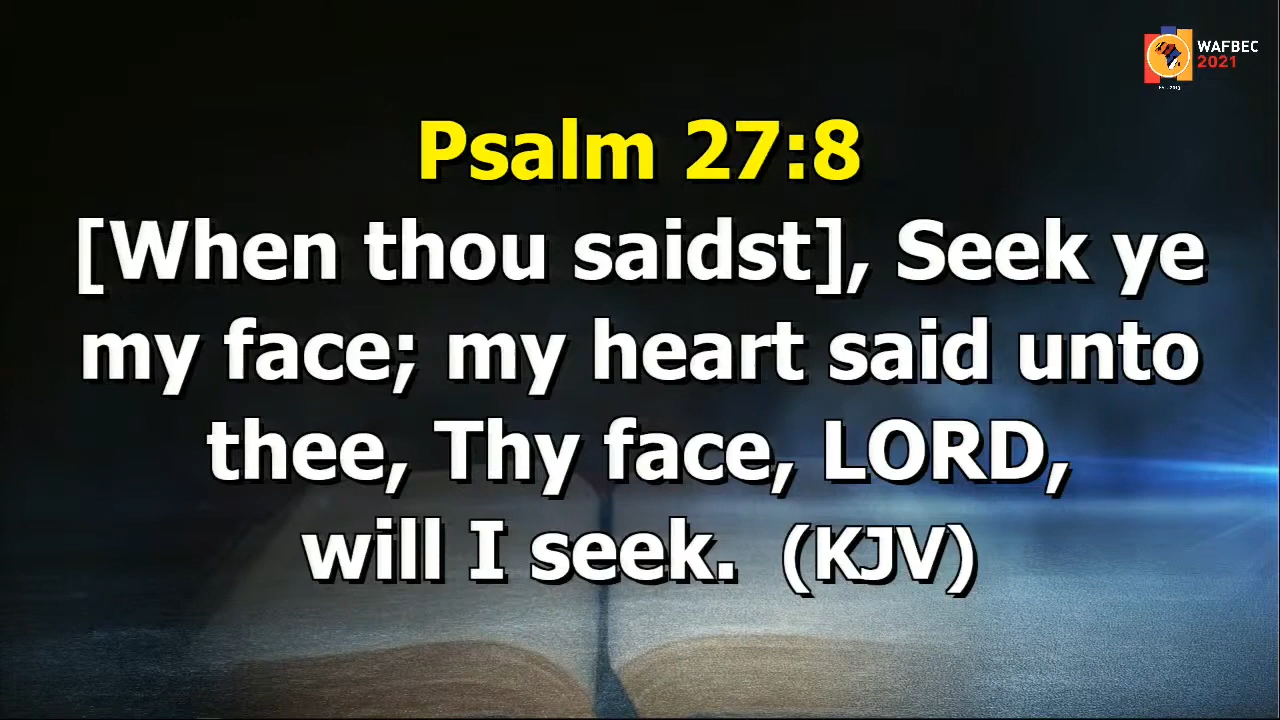 WAFBEC
2021
Psalm 27:8
[When thou saidst], Seek ye
my face; my heart said unto
thee, Thy face, LORD,
will I seek. (KJV)